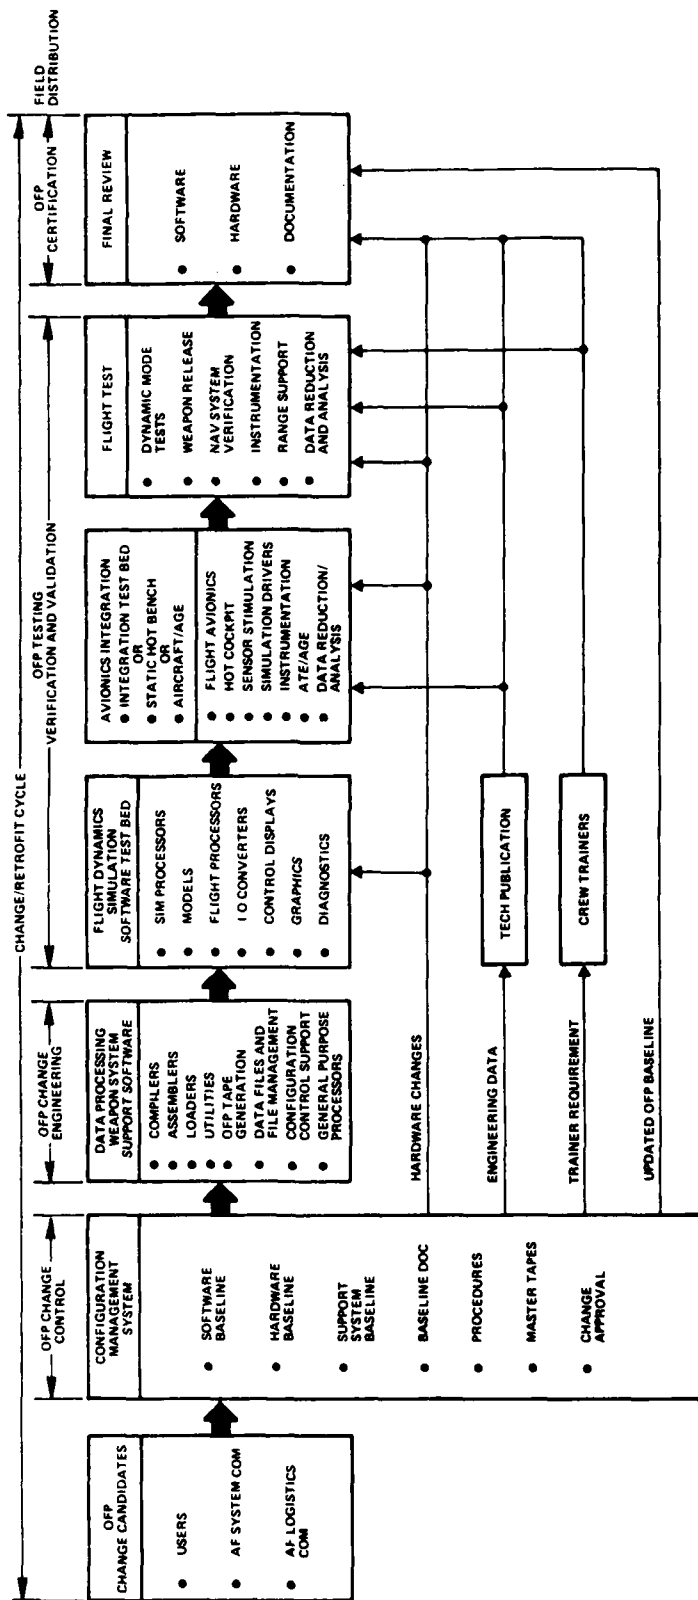 CHANGE/RETROFIT CYCLE
OFP CHANGE
CONTROL
OFP CHANGE
ENGINEERING
OFP TESTING
VERIFICATION AND VALIDATION
OFP
CERTIFICATION
FIELD
DISTRIBUTION
OFP
CHANGE CANDIDATES
● USERS
● AF SYSTEM COM
● AF LOGISTICS
COM
CONFIGURATION
MANAGEMENT
SYSTEM
● SOFTWARE
BASELINE
● HARDWARE
BASELINE
● SUPPORT
SYSTEM
BASELINE
● BASELINE DOC
● PROCEDURES
● MASTER TAPES
● CHANGE
APPROVAL
DATA PROCESSING
WEAPON SYSTEM
SUPPORT SOFTWARE
● COMPILERS
● ASSEMBLERS
● LOADERS
● UTILITIES
● OFP TAPE
GENERATION
● DATA FILES AND
FILE MANAGEMENT
● CONFIGURATION
CONTROL SUPPORT
● GENERAL PURPOSE
PROCESSORS
FLIGHT DYNAMICS
SIMULATION
SOFTWARE TEST BED
● SIM PROCESSORS
● MODELS
● FLIGHT PROCESSORS
● I O CONVERTERS
● CONTROL DISPLAYS
● GRAPHICS
● DIAGNOSTICS
AVIONICS INTEGRATION
● INTEGRATION TEST BED
OR
● STATIC HOT BENCH
OR
● AIRCRAFT/AGE
● FLIGHT AVIONICS
● HOT COCKPIT
● SENSOR STIMULATION
● SIMULATION DRIVERS
● INSTRUMENTATION
● ATE/AGE
● DATA REDUCTION/
ANALYSIS
FLIGHT TEST
● DYNAMIC MODE
TESTS
● WEAPON RELEASE
● NAV SYSTEM
VERIFICATION
● INSTRUMENTATION
● RANGE SUPPORT
● DATA REDUCTION
AND ANALYSIS
FINAL REVIEW
● SOFTWARE
● HARDWARE
● DOCUMENTATION
HARDWARE CHANGES
ENGINEERING DATA
TECH PUBLICATION
TRAINER REQUIREMENT
CREW TRAINERS
UPDATED OFP BASELINE